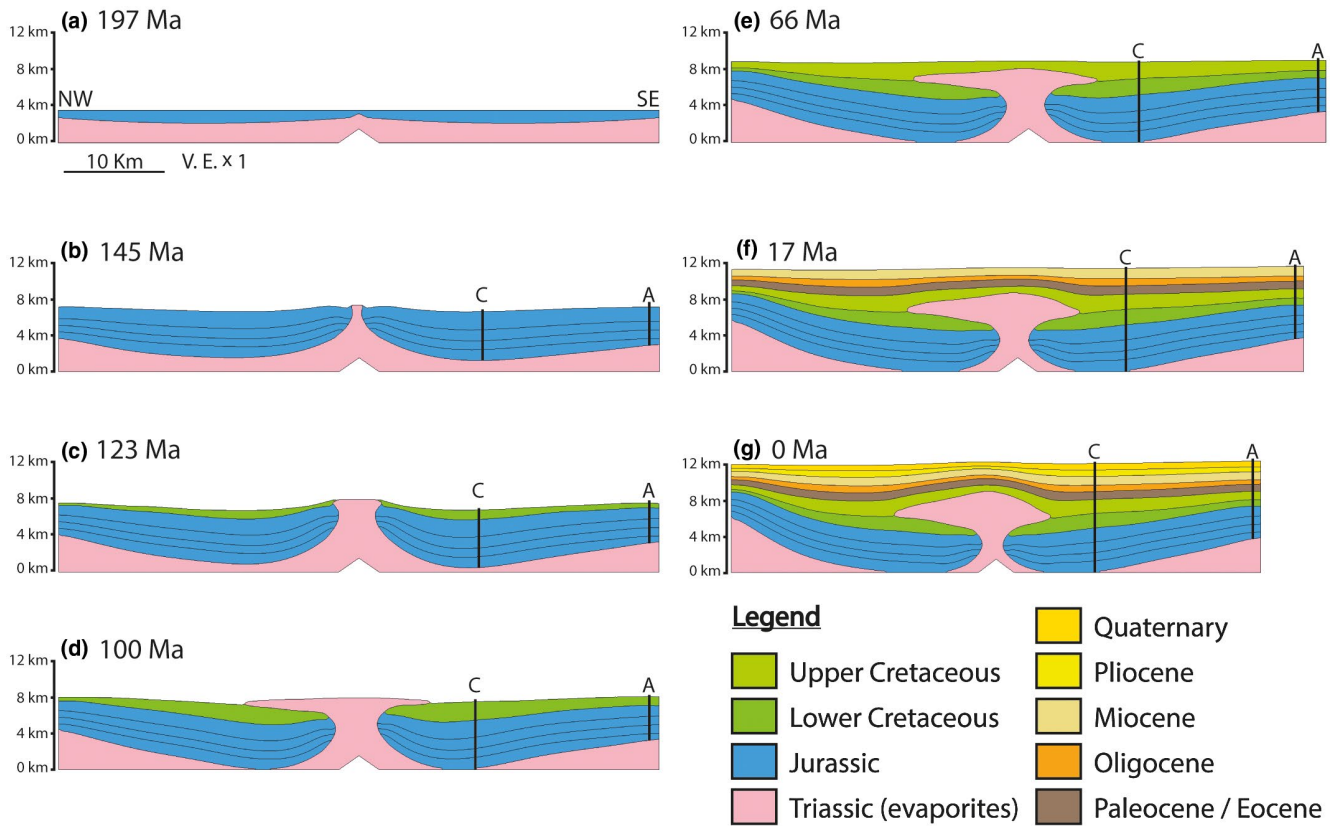 (a) 197 Ma
12 km
8 km
4 km
0 km
NW
SE
10 Km
V. E. x 1
(b) 145 Ma
12 km
8 km
4 km
0 km
C
A
(c) 123 Ma
12 km
8 km
4 km
0 km
C
A
(d) 100 Ma
12 km
8 km
4 km
0 km
C
A
(e) 66 Ma
12 km
8 km
4 km
0 km
C
A
(f) 17 Ma
12 km
8 km
4 km
0 km
C
A
(g) 0 Ma
12 km
8 km
4 km
0 km
C
A
Legend
Upper Cretaceous
Lower Cretaceous
Jurassic
Triassic (evaporites)
Quaternary
Pliocene
Miocene
Oligocene
Paleocene / Eocene